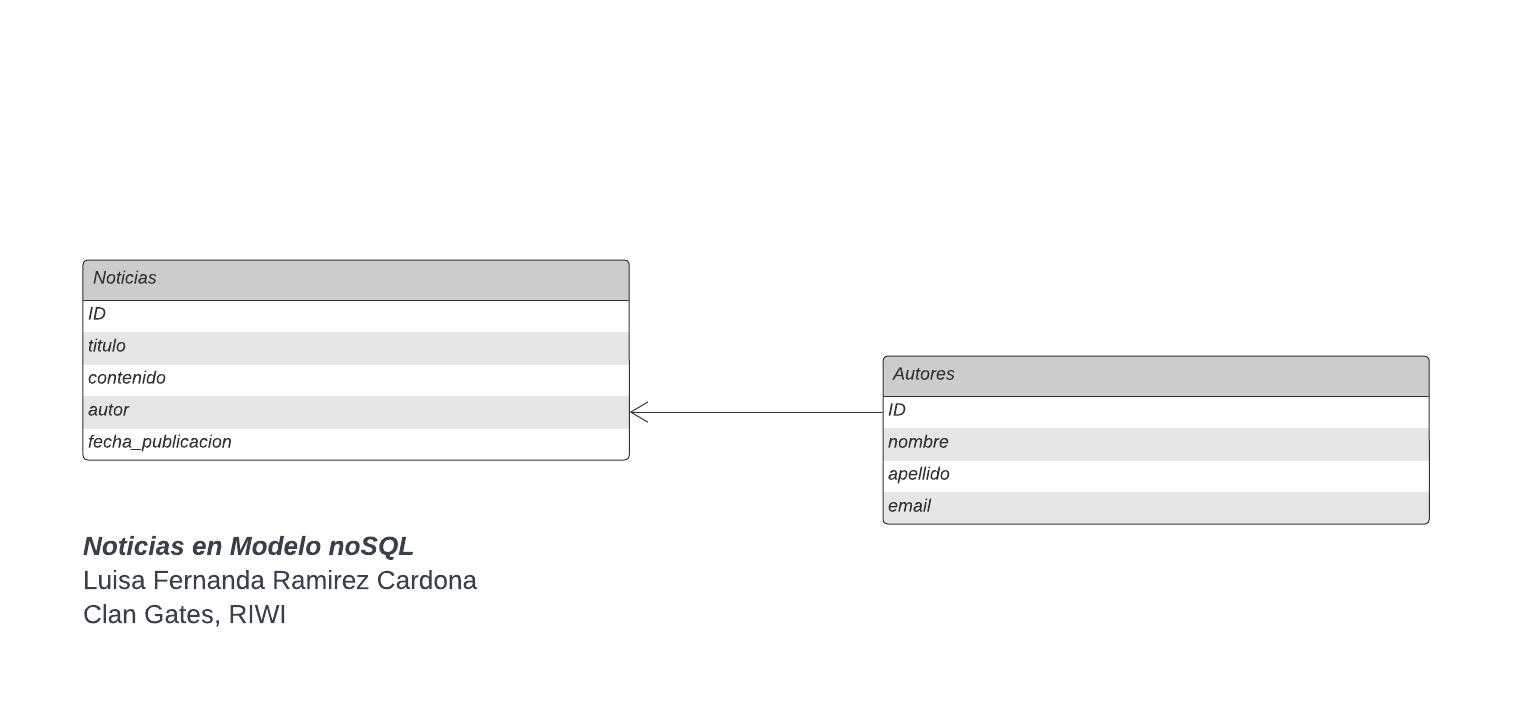 Noticias
ID
titulo
contenido
autor
fecha_publicacion
Autores
ID
nombre
apellido
email
Noticias en Modelo noSQL
Luisa Fernanda Ramirez Cardona
Clan Gates, RIWI